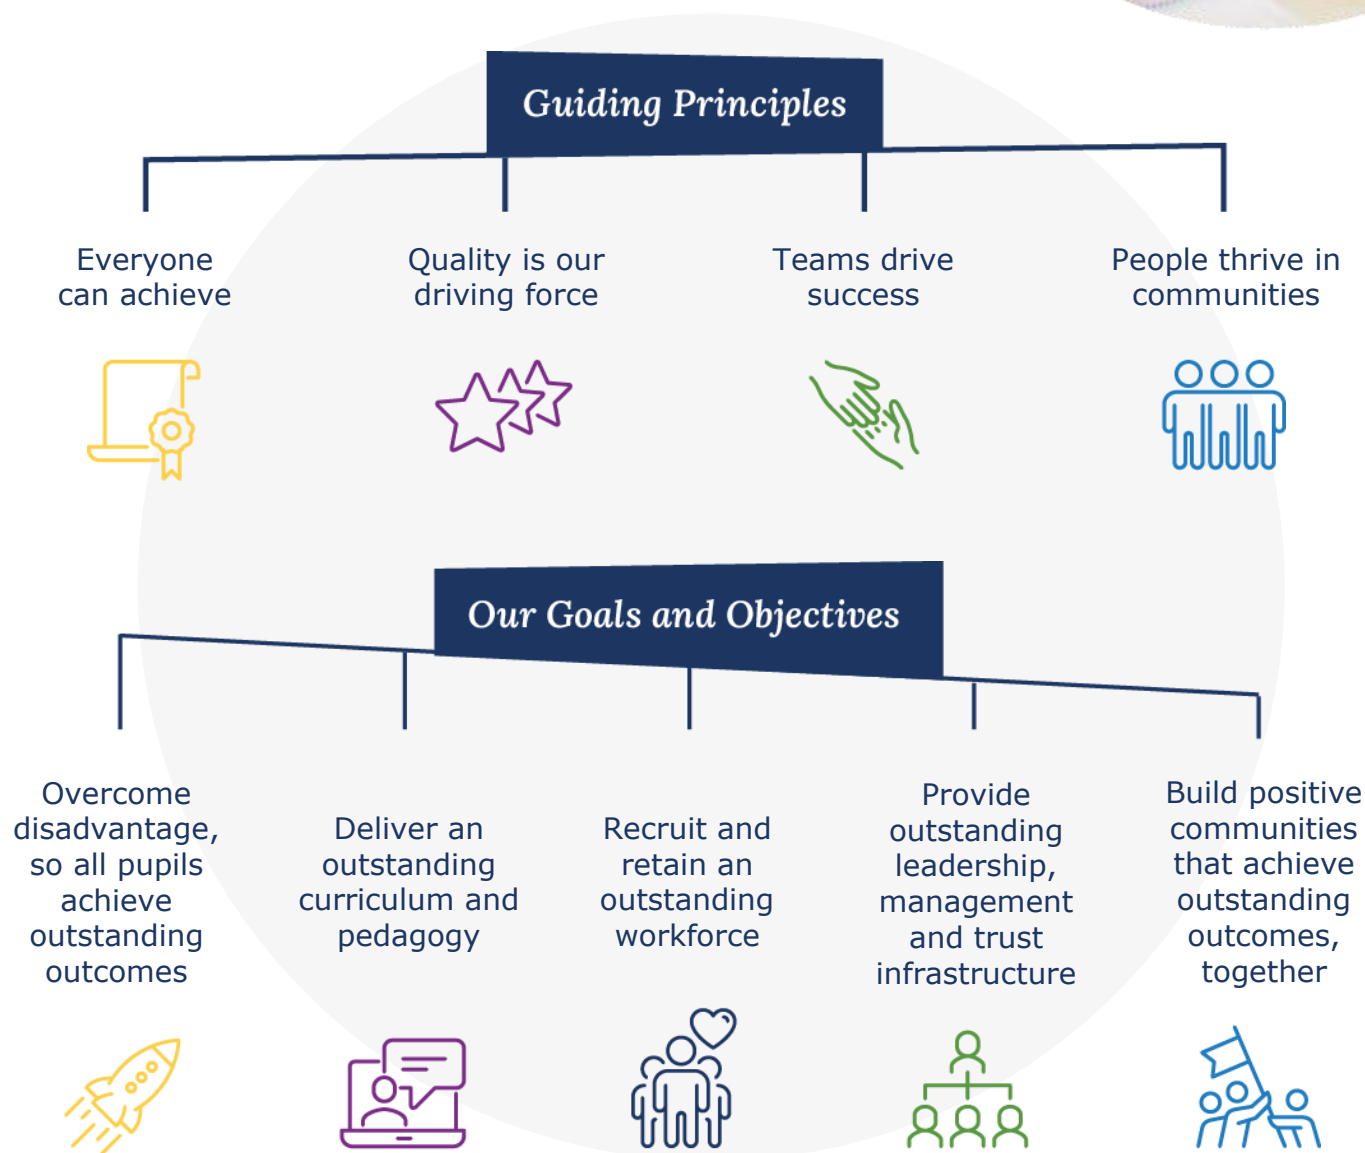 Guiding Principles
Everyone
can achieve
Quality is our
driving force
Teams drive
success
People thrive in
communities
Our Goals and Objectives
Overcome
disadvantage,
so all pupils
achieve
outstanding
outcomes
Deliver an
outstanding
curriculum and
pedagogy
Recruit and
retain an
outstanding
workforce
Provide
outstanding
leadership,
management
and trust
infrastructure
Build positive
communities
that achieve
outstanding
outcomes,
together